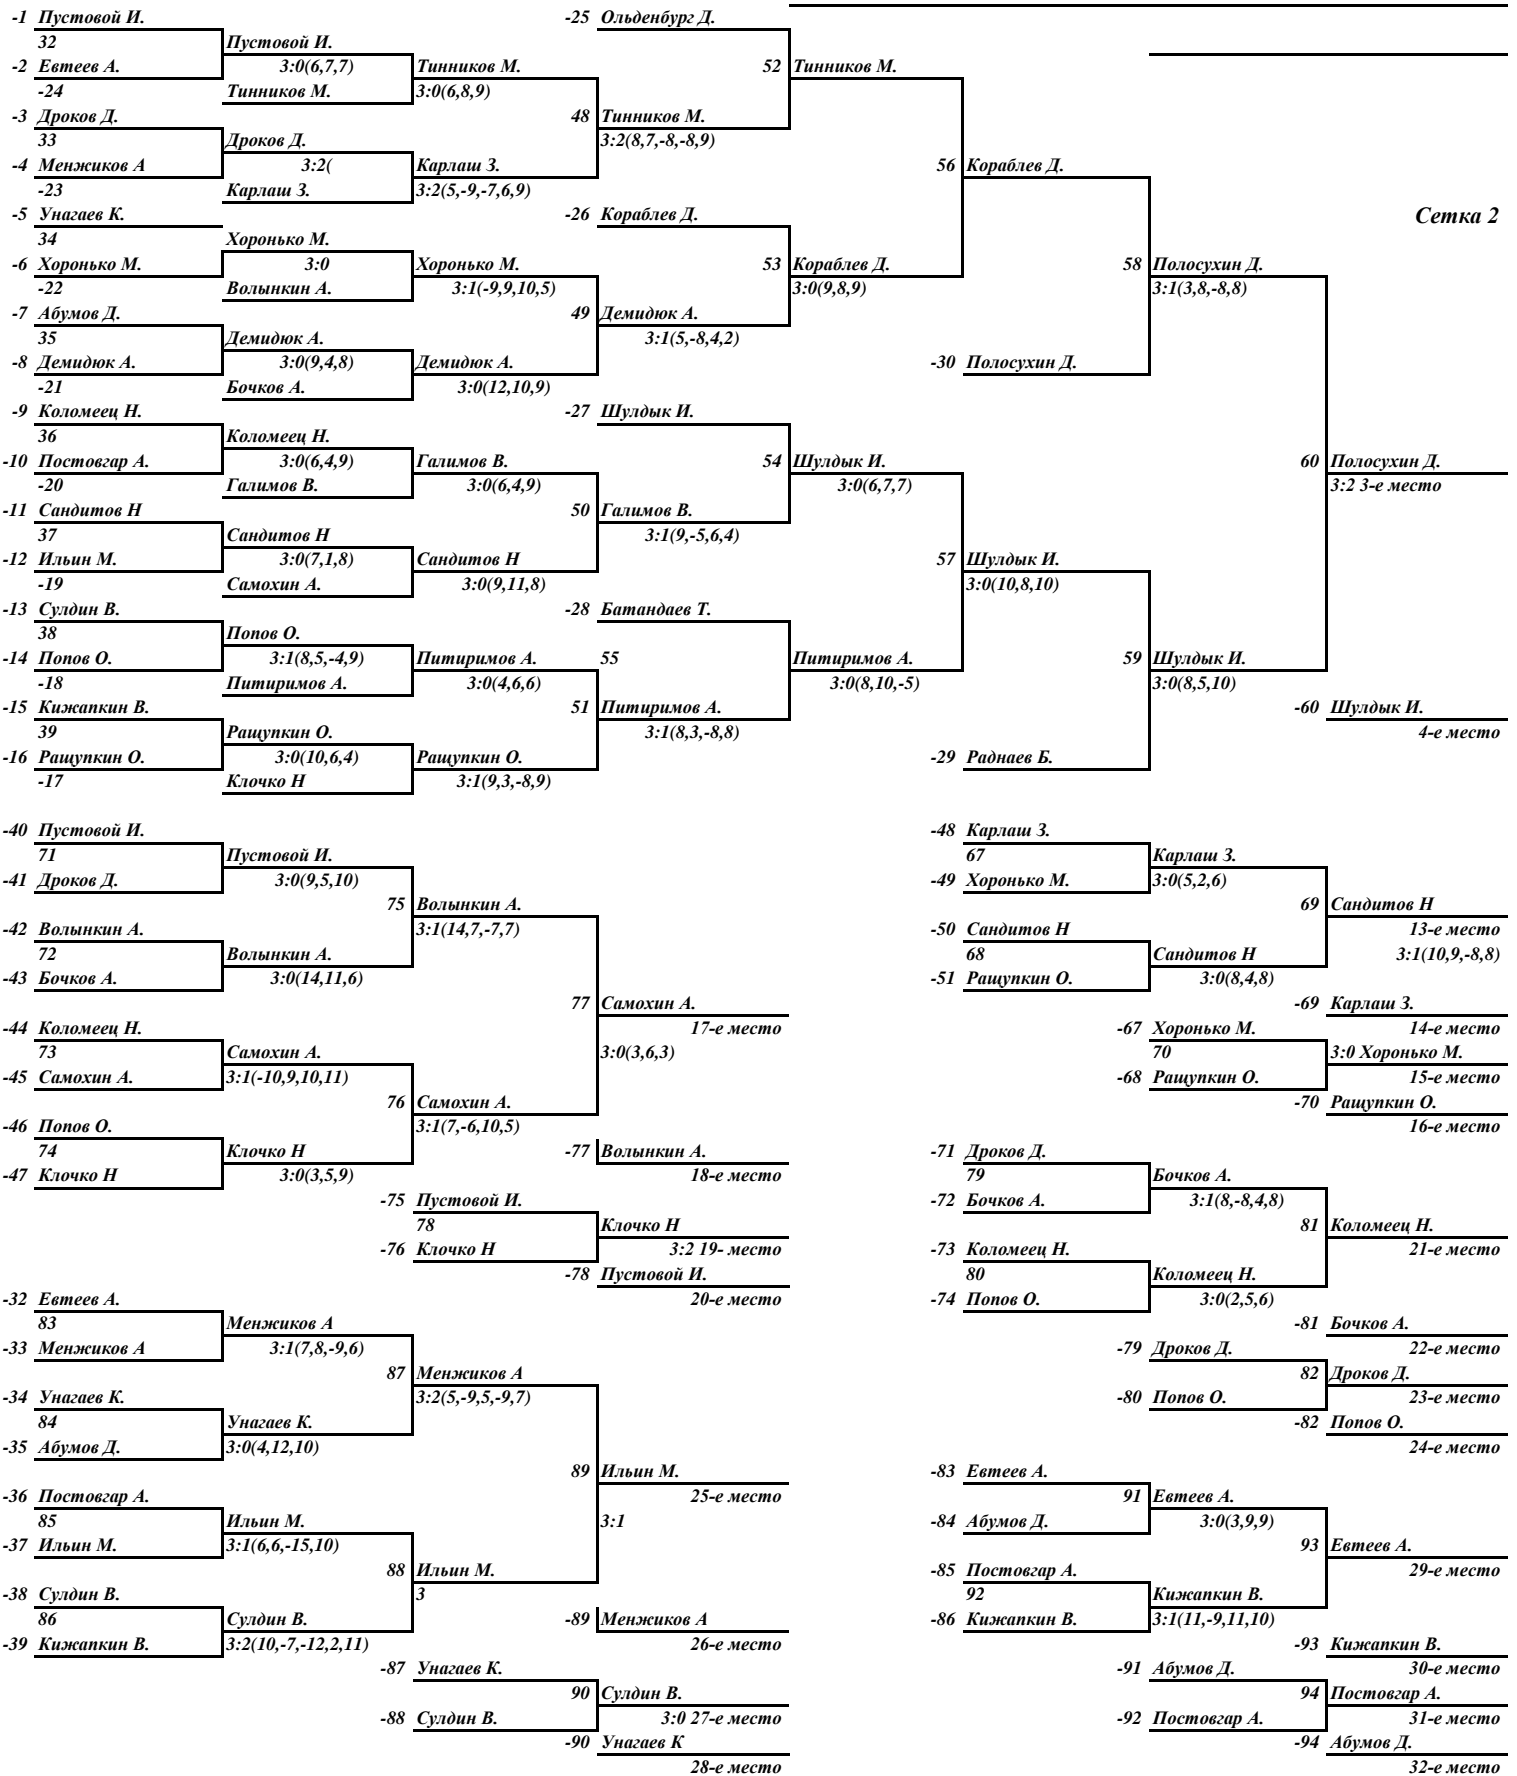 -1 Пустовой И. -25 Ольденбург Д.
32 Пустовой И.
-2 Евтеев А. 3:0(6,7,7) Тинников М. 52 Тинников М.
-24 Тинников М. 3:0(6,8,9)
-3 Дроков Д. 48 Тинников М.
33 Дроков Д. 3:2(8,7,-8,-8,9)
-4 Менжиков А 3:2( Карлаш З. 56 Кораблев Д.
-23 Карлаш З. 3:2(5,-9,-7,6,9)
-5 Унагаев К. -26 Кораблев Д. Сетка 2
34 Хоронько М.
-6 Хоронько М. 3:0 Хоронько М. 53 Кораблев Д. 58 Полосухин Д.
-22 Волынкин А. 3:1(-9,9,10,5) 3:0(9,8,9) 3:1(3,8,-8,8)
-7 Абумов Д. 49 Демидюк А.
35 Демидюк А. 3:1(5,-8,4,2)
-8 Демидюк А. 3:0(9,4,8) Демидюк А. -30 Полосухин Д.
-21 Бочков А. 3:0(12,10,9)
-9 Коломеец Н. -27 Шулдык И.
36 Коломеец Н.
-10 Постовгар А. 3:0(6,4,9) Галимов В. 54 Шулдык И. 60 Полосухин Д.
-20 Галимов В. 3:0(6,4,9) 3:0(6,7,7) 3:2 3-е место
-11 Сандитов Н 50 Галимов В.
37 Сандитов Н 3:1(9,-5,6,4)
-12 Ильин М. 3:0(7,1,8) Сандитов Н 57 Шулдык И.
-19 Самохин А. 3:0(9,11,8) 3:0(10,8,10)
-13 Сулдин В. -28 Батандаев Т.
38 Попов О.
-14 Попов О. 3:1(8,5,-4,9) Питиримов А. 55 Питиримов А. 59 Шулдык И.
-18 Питиримов А. 3:0(4,6,6) 3:0(8,10,-5) 3:0(8,5,10)
-15 Кижапкин В. 51 Питиримов А. -60 Шулдык И.
39 Ращупкин О. 3:1(8,3,-8,8) 4-е место
-16 Ращупкин О. 3:0(10,6,4) Ращупкин О. -29 Раднаев Б.
-17 Клочко Н 3:1(9,3,-8,9)
-40 Пустовой И. -48 Карлаш З.
71 Пустовой И. 67 Карлаш З.
-41 Дроков Д. 3:0(9,5,10) -49 Хоронько М. 3:0(5,2,6)
75 Волынкин А. 69 Сандитов Н
-42 Волынкин А. 3:1(14,7,-7,7) -50 Сандитов Н 13-е место
72 Волынкин А. 68 Сандитов Н 3:1(10,9,-8,8)
-43 Бочков А. 3:0(14,11,6) -51 Ращупкин О. 3:0(8,4,8)
77 Самохин А. -69 Карлаш З.
-44 Коломеец Н. 17-е место -67 Хоронько М. 14-е место
73 Самохин А. 3:0(3,6,3) 70 3:0 Хоронько М.
-45 Самохин А. 3:1(-10,9,10,11) -68 Ращупкин О. 15-е место
76 Самохин А. -70 Ращупкин О.
-46 Попов О. 3:1(7,-6,10,5) 16-е место
74 Клочко Н -77 Волынкин А. -71 Дроков Д.
-47 Клочко Н 3:0(3,5,9) 18-е место 79 Бочков А.
-75 Пустовой И. -72 Бочков А. 3:1(8,-8,4,8)
78 Клочко Н 81 Коломеец Н.
-76 Клочко Н 3:2 19- место -73 Коломеец Н. 21-е место
-78 Пустовой И. 80 Коломеец Н.
-32 Евтеев А. 20-е место -74 Попов О. 3:0(2,5,6)
83 Менжиков А -81 Бочков А.
-33 Менжиков А 3:1(7,8,-9,6) -79 Дроков Д. 22-е место
87 Менжиков А 82 Дроков Д.
-34 Унагаев К. 3:2(5,-9,5,-9,7) -80 Попов О. 23-е место
84 Унагаев К. -82 Попов О.
-35 Абумов Д. 3:0(4,12,10) 24-е место
89 Ильин М. -83 Евтеев А.
-36 Постовгар А. 25-е место 91 Евтеев А.
85 Ильин М. 3:1 -84 Абумов Д. 3:0(3,9,9)
-37 Ильин М. 3:1(6,6,-15,10) 93 Евтеев А.
88 Ильин М. -85 Постовгар А. 29-е место
-38 Сулдин В. 3 92 Кижапкин В.
86 Сулдин В. -89 Менжиков А -86 Кижапкин В. 3:1(11,-9,11,10)
-39 Кижапкин В. 3:2(10,-7,-12,2,11) 26-е место -93 Кижапкин В.
-87 Унагаев К. -91 Абумов Д. 30-е место
90 Сулдин В. 94 Постовгар А.
-88 Сулдин В. 3:0 27-е место -92 Постовгар А. 31-е место
-90 Унагаев К -94 Абумов Д.
28-е место 32-е место